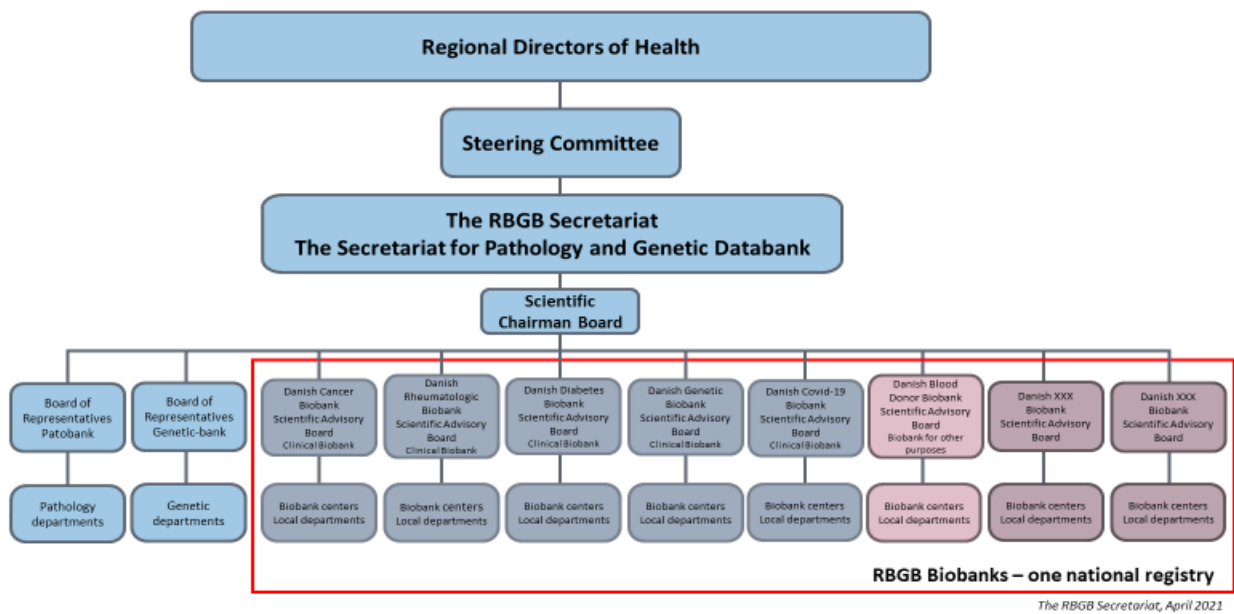 Regional Directors of Health
Steering Committee
The RBGB Secretariat
The Secretariat for Pathology and Genetic Databank
Scientific
Chairman Board
Board of
Representatives
Patobank
Board of
Representatives
Genetic-bank
Danish Cancer
Biobank
Scientific Advisory
Board
Clinical Biobank
Danish
Rheumatologic
Biobank
Scientific Advisory
Board
Clinical Biobank
Danish Diabetes
Biobank
Scientific Advisory
Board
Clinical Biobank
Danish Genetic
Biobank
Scientific Advisory
Board
Clinical Biobank
Danish Covid-19
Biobank
Scientific Advisory
Board
Clinical Biobank
Danish Blood
Donor Biobank
Scientific Advisory
Board
Biobank for other
purposes
Danish XXX
Biobank
Scientific Advisory
Board
Danish XXX
Biobank
Scientific Advisory
Board
Pathology
departments
Genetic
departments
Biobank centers
Local departments
Biobank centers
Local departments
Biobank centers
Local departments
Biobank centers
Local departments
Biobank centers
Local departments
Biobank centers
Local departments
Biobank centers
Local departments
Biobank centers
Local departments
RBGB Biobanks – one national registry
The RBGB Secretariat, April 2021